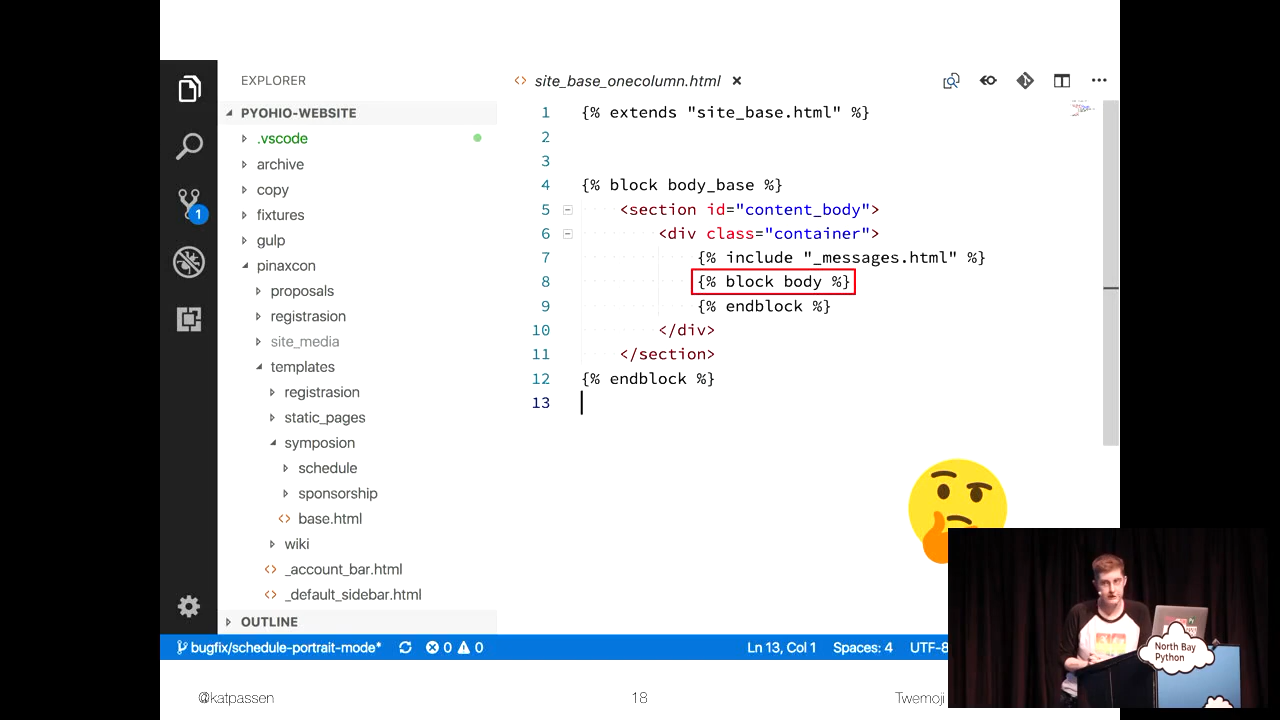 EXPLORER
PYOHIO-WEBSITE
.vscode
archive
copy
fixtures
gulp
pinaxcon
proposals
registrasion
site_media
templates
registrasion
static_pages
symposion
schedule
sponsorship
base.html
wiki
_account_bar.html
_default_sidebar.html
OUTLINE
1
site_base_onecolumn.html
1 {% extends "site_base.html" %}
2
3
4 {% block body_base %}
5 <section id="content_body">
6 <div class="container">
7 {% include "_messages.html" %}
8 {% block body %}
9 {% endblock %}
10 </div>
11 </section>
12 {% endblock %}
13
bugfix/schedule-portrait-mode* 0 0 Ln 13, Col 1 Spaces: 4 UTF-8
@katpassen 18 Twemoji
North Bay
Python